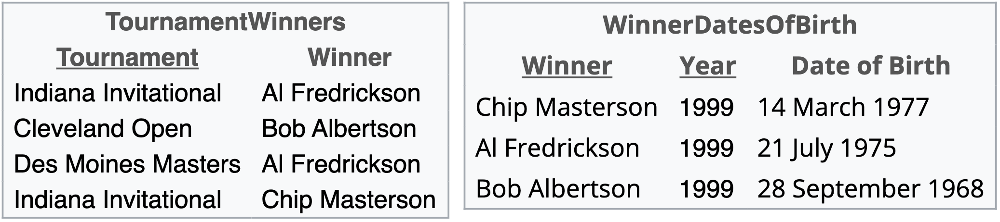 TournamentWinners
Tournament Winner
Indiana Invitational Al Fredrickson
Cleveland Open Bob Albertson
Des Moines Masters Al Fredrickson
Indiana Invitational Chip Masterson
WinnerDatesOfBirth
Winner Year Date of Birth
Chip Masterson 1999 14 March 1977
Al Fredrickson 1999 21 July 1975
Bob Albertson 1999 28 September 1968